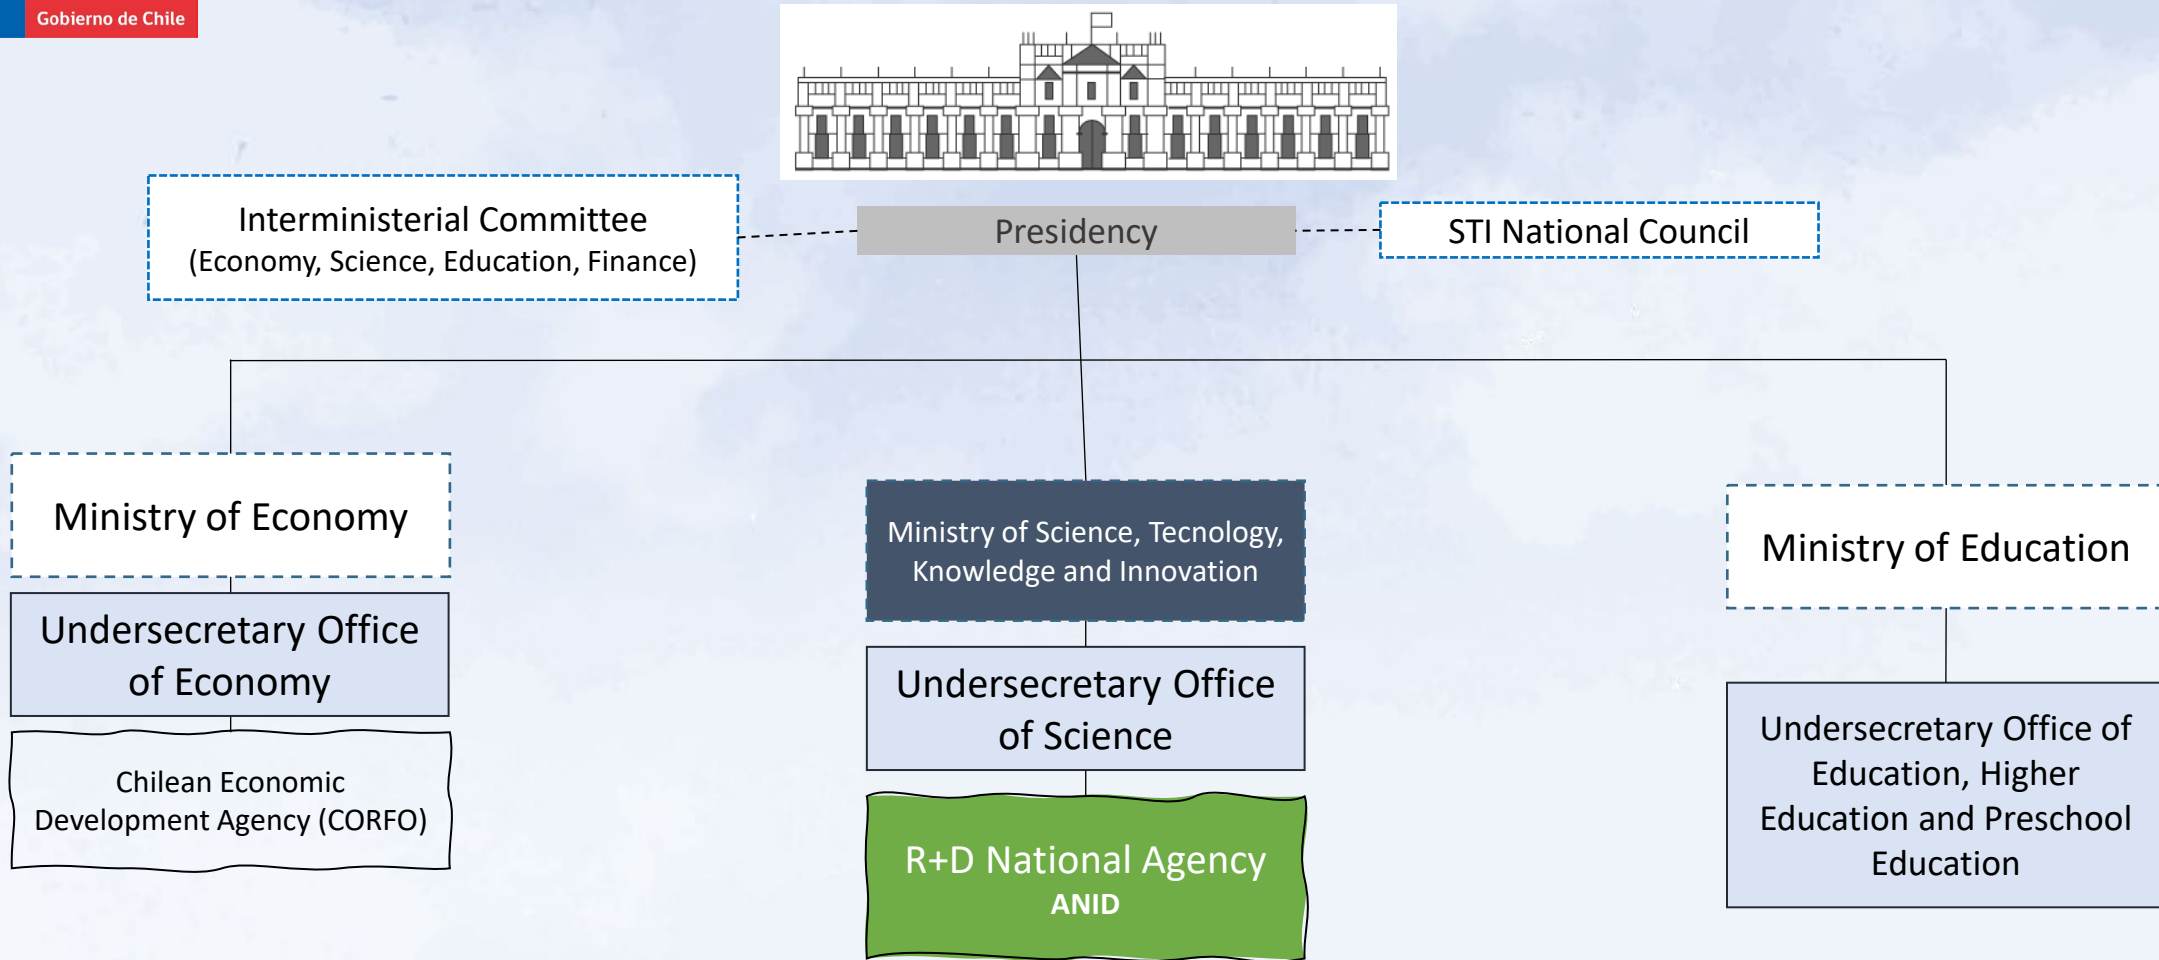 Gobierno de Chile
Interministerial Committee
(Economy, Science, Education, Finance)
Presidency
STI National Council
Ministry of Economy
Undersecretary Office
of Economy
Chilean Economic
Development Agency (CORFO)
Ministry of Science, Tecnology,
Knowledge and Innovation
Undersecretary Office
of Science
R+D National Agency
ANID
Ministry of Education
Undersecretary Office of
Education, Higher
Education and Preschool
Education